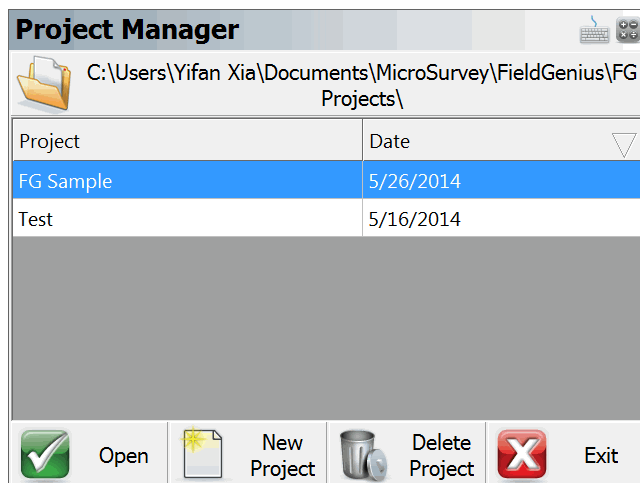 Project Manager
C:\Users\Yifan Xia\Documents\MicroSurvey\FieldGenius\FG
Projects\
Project Date
FG Sample 5/26/2014
Test 5/16/2014
Open New Project Delete Project Exit